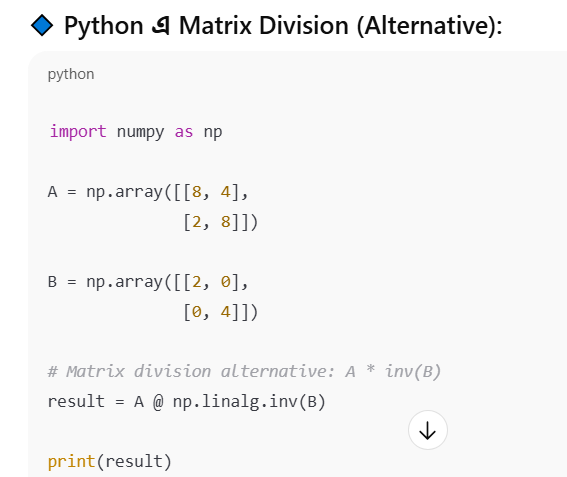 Python এ Matrix Division (Alternative):
python
import numpy as np
A = np.array([[8, 4],
[2, 8]])
B = np.array([[2, 0],
[0, 4]])
# Matrix division alternative: A * inv(B)
result = A @ np.linalg.inv(B)
print(result)